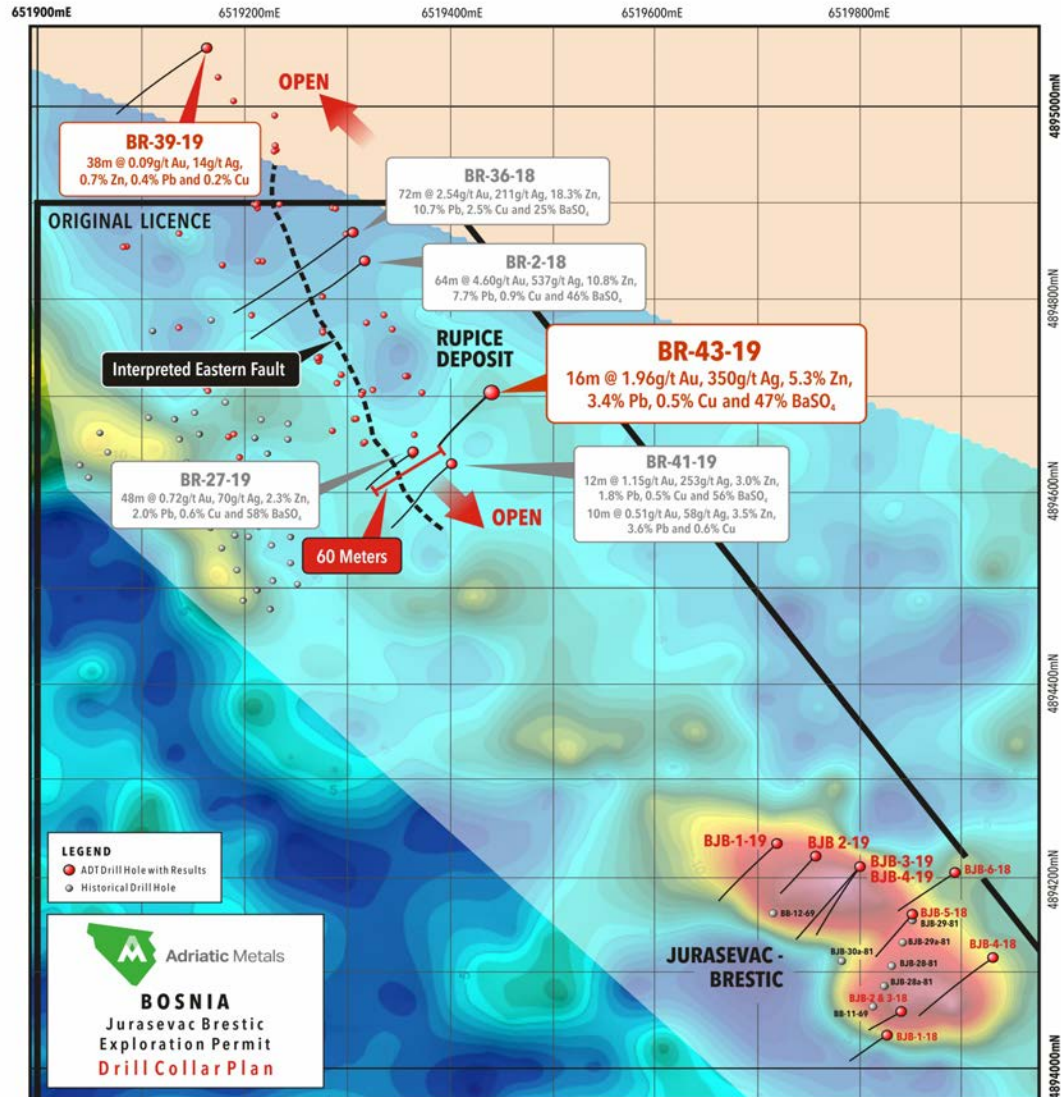 651900mE
6519200mE
6519400mE
6519600mE
6519800mE
4895000mN
OPEN
BR-39-19
38m @ 0.09g/t Au, 14g/t Ag,
0.7% Zn, 0.4% Pb and 0.2% Cu
BR-36-18
72m @ 2.54g/t Au, 211g/t Ag, 18.3% Zn,
10.7% Pb, 2.5% Cu and 25% BaSO₄
ORIGINAL LICENCE
BR-2-18
64m @ 4.60g/t Au, 537g/t Ag, 10.8% Zn,
7.7% Pb, 0.9% Cu and 46% BaSO₄
4894800mN
RUPICE
DEPOSIT
Interpreted Eastern Fault
BR-43-19
16m @ 1.96g/t Au, 350g/t Ag, 5.3% Zn,
3.4% Pb, 0.5% Cu and 47% BaSO₄
BR-27-19
48m @ 0.72g/t Au, 70g/t Ag, 2.3% Zn,
2.0% Pb, 0.6% Cu and 58% BaSO₄
BR-41-19
12m @ 1.15g/t Au, 253g/t Ag, 3.0% Zn,
1.8% Pb, 0.5% Cu and 56% BaSO₄
10m @ 0.51g/t Au, 58g/t Ag, 3.5% Zn,
3.6% Pb and 0.6% Cu
4894600mN
OPEN
60 Meters
4894400mN
4894200mN
BJB-1-19
BJB 2-19
BJB-3-19
BJB-4-19
BJB-6-18
BB-12-69
BJB-5-18
BJB-29-81
BJB-29a-81
BJB-30a-81
BJB-28-81
BJB-4-18
JURASEVAC -
BRESTIC
BJB-28a-81
BJB-2 & 3-18
BB-11-69
BJB-1-18
4894000mN
LEGEND
ADT Drill Hole with Results
Historical Drill Hole
Adriatic Metals
BOSNIA
Jurasevac Brestic
Exploration Permit
Drill Collar Plan